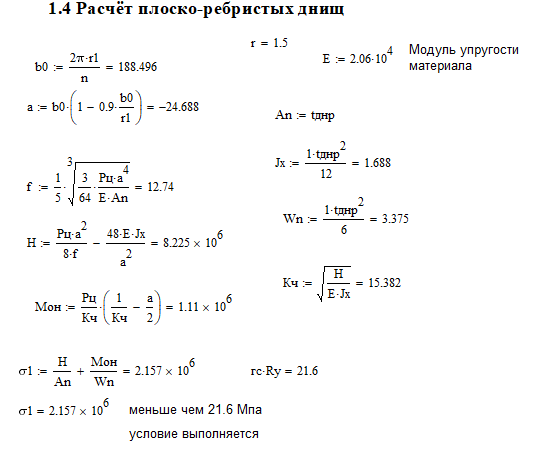 1.4 Расчёт плоско-ребристых днищ
r = 1.5
b0 := 2π·r1 / n = 188.496
E := 2.06·10^4 Модуль упругости материала
a := b0·(1 − 0.9·b0/r1) = −24.688
An := tднр
f := 1/5·∛(3/64·Pц·a^4/(E·An)) = 12.74
Jx := 1·tднр^2 / 12 = 1.688
Wn := 1·tднр^2 / 6 = 3.375
H := Pц·a^2/(8·f) − 48·E·Jx/a^2 = 8.225 × 10^6
Kч := √(H/(E·Jx)) = 15.382
Mон := Pц/Kч·(1/Kч − a/2) = 1.11 × 10^6
σ1 := H/An + Mон/Wn = 2.157 × 10^6
rc·Ry = 21.6
σ1 = 2.157 × 10^6 меньше чем 21.6 Мпа
условие выполняется